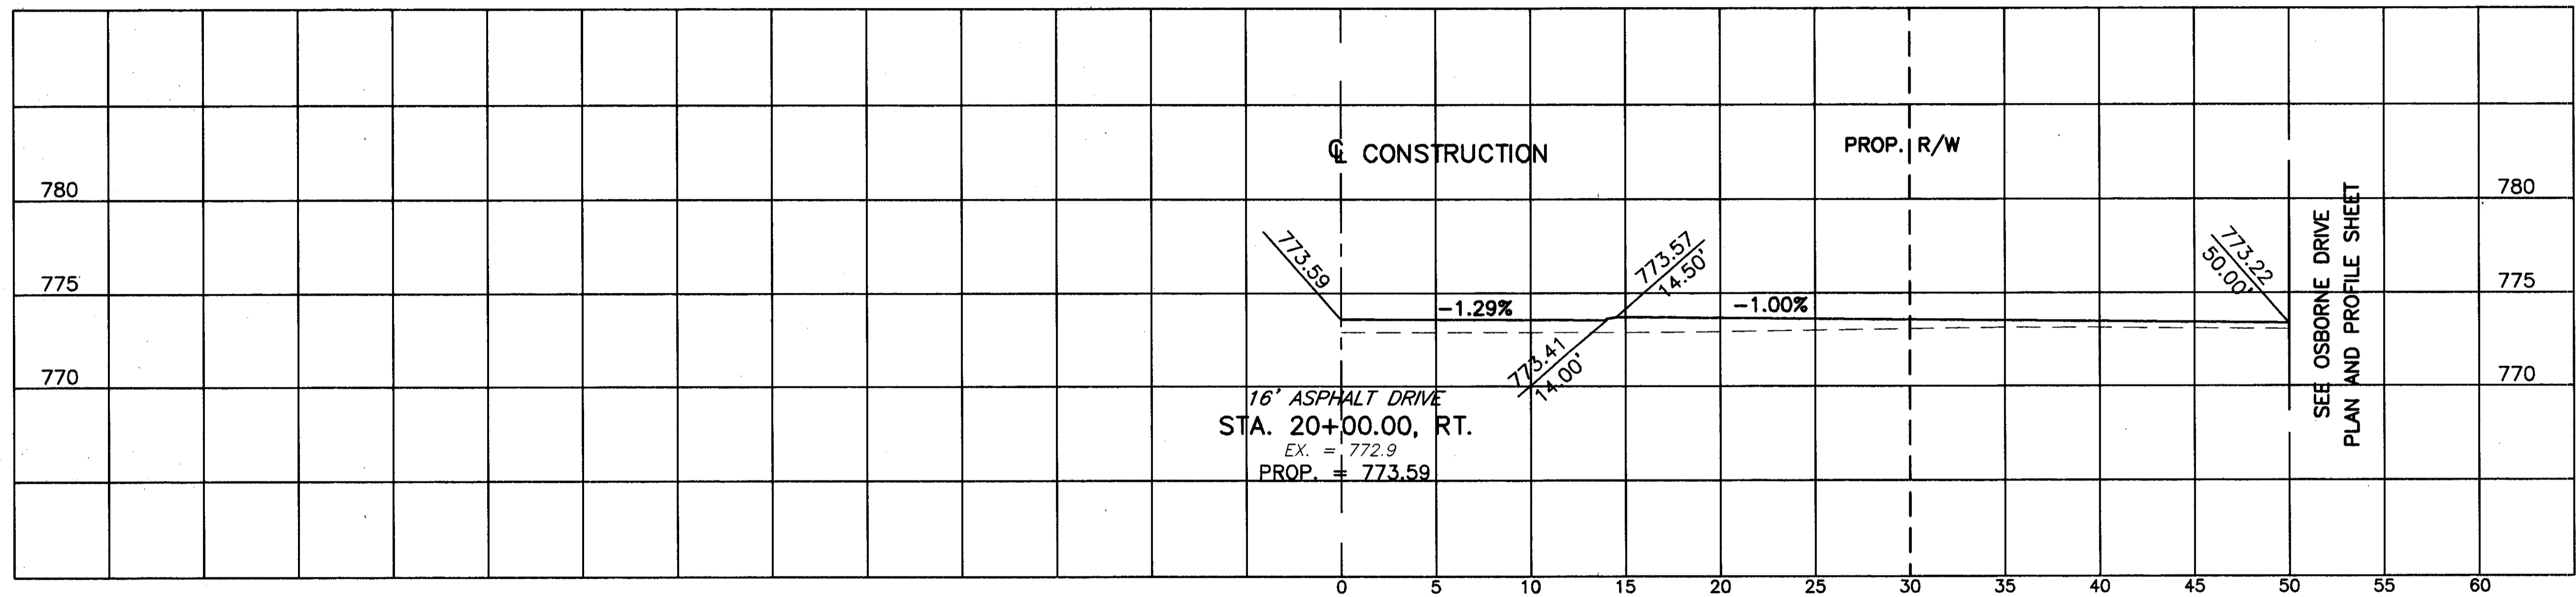 ℄ CONSTRUCTION
PROP. R/W
780
780
773.59
773.57
14.50'
773.22
50.00'
775
775
-1.29%
-1.00%
773.41
14.00'
770
770
SEE OSBORNE DRIVE
PLAN AND PROFILE SHEET
16' ASPHALT DRIVE
STA. 20+00.00, RT.
EX. = 772.9
PROP. = 773.59
0 5 10 15 20 25 30 35 40 45 50 55 60